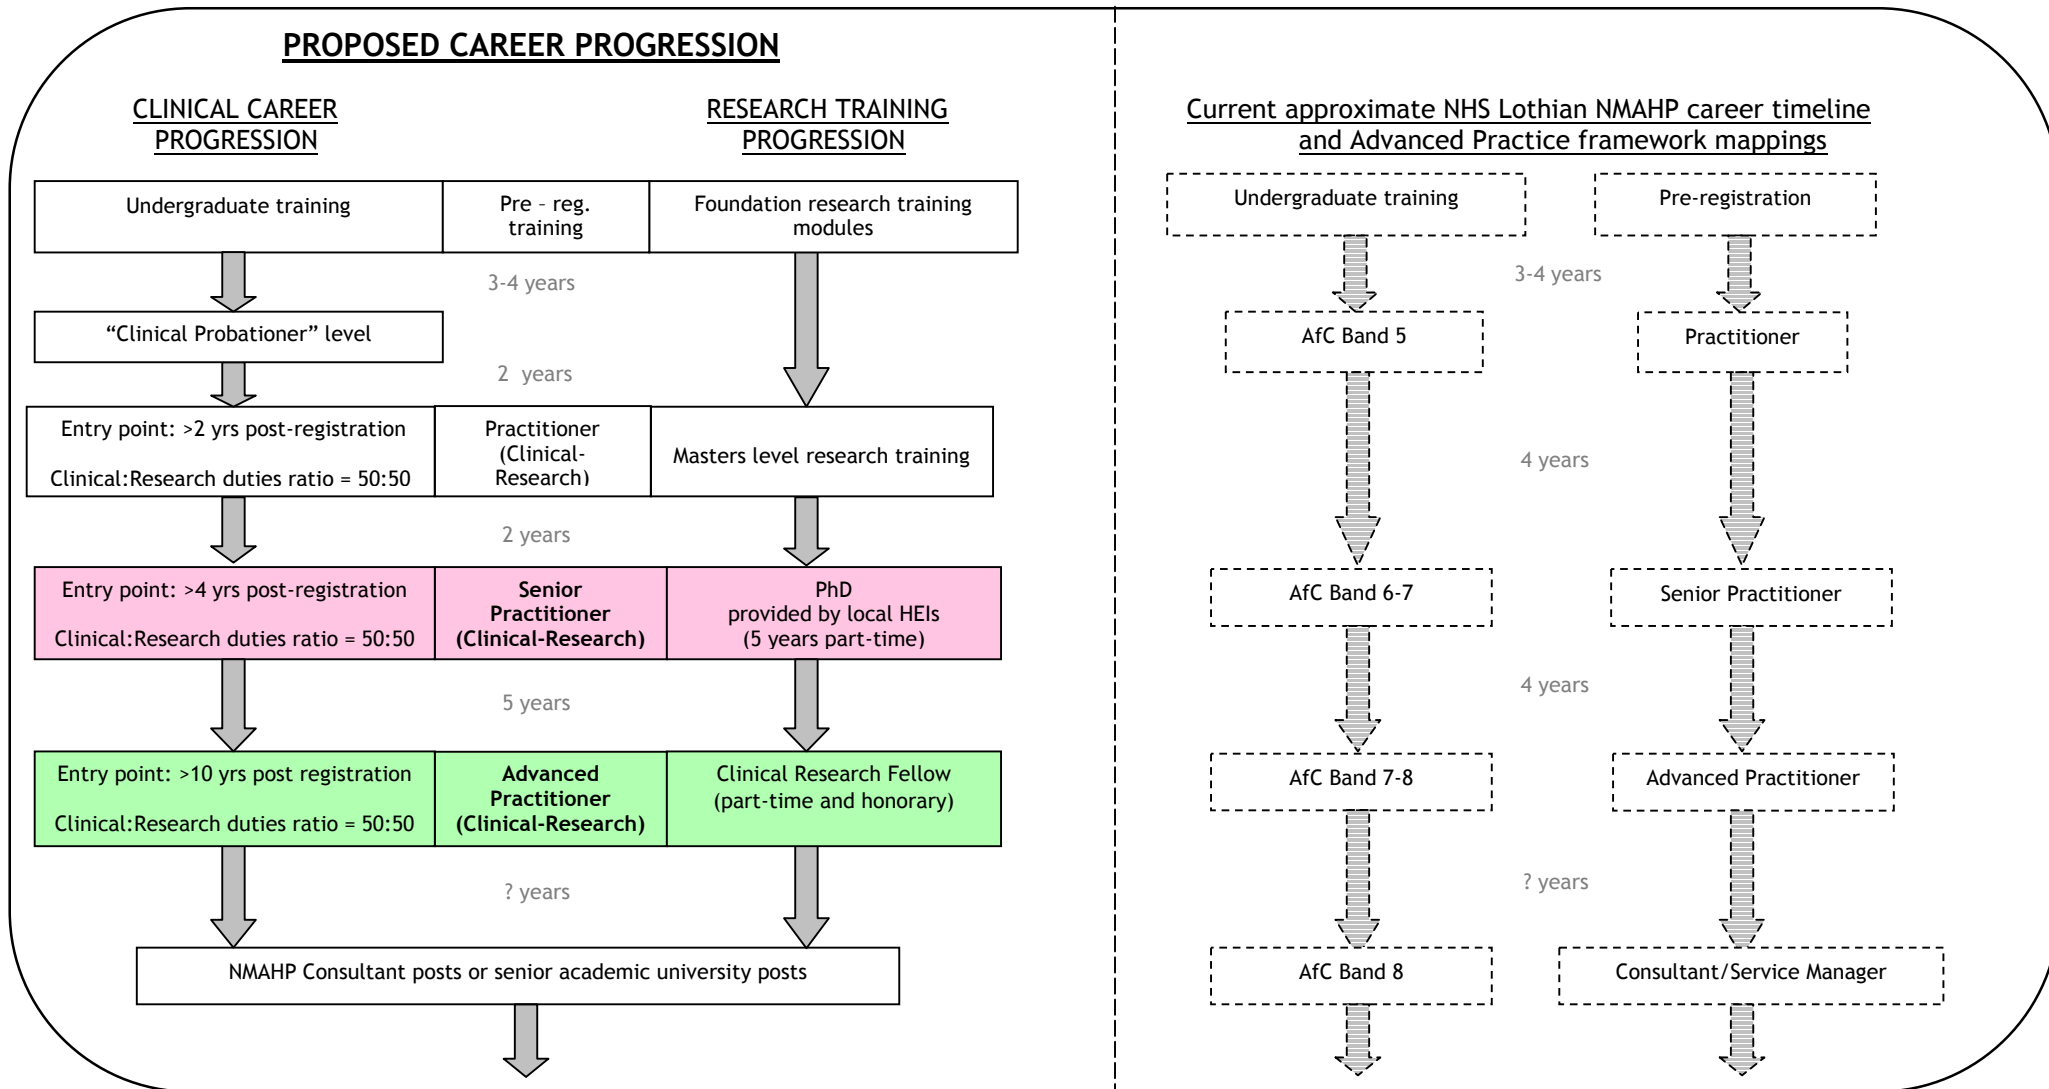 PROPOSED CAREER PROGRESSION
CLINICAL CAREER
PROGRESSION
RESEARCH TRAINING
PROGRESSION
Undergraduate training
Pre - reg.
training
Foundation research training
modules
3-4 years
“Clinical Probationer” level
2 years
Entry point: >2 yrs post-registration
Clinical:Research duties ratio = 50:50
Practitioner
(Clinical-
Research)
Masters level research training
2 years
Entry point: >4 yrs post-registration
Clinical:Research duties ratio = 50:50
Senior
Practitioner
(Clinical-Research)
PhD
provided by local HEIs
(5 years part-time)
5 years
Entry point: >10 yrs post registration
Clinical:Research duties ratio = 50:50
Advanced
Practitioner
(Clinical-Research)
Clinical Research Fellow
(part-time and honorary)
? years
NMAHP Consultant posts or senior academic university posts
Current approximate NHS Lothian NMAHP career timeline
and Advanced Practice framework mappings
Undergraduate training
Pre-registration
3-4 years
AfC Band 5
Practitioner
4 years
AfC Band 6-7
Senior Practitioner
4 years
AfC Band 7-8
Advanced Practitioner
? years
AfC Band 8
Consultant/Service Manager